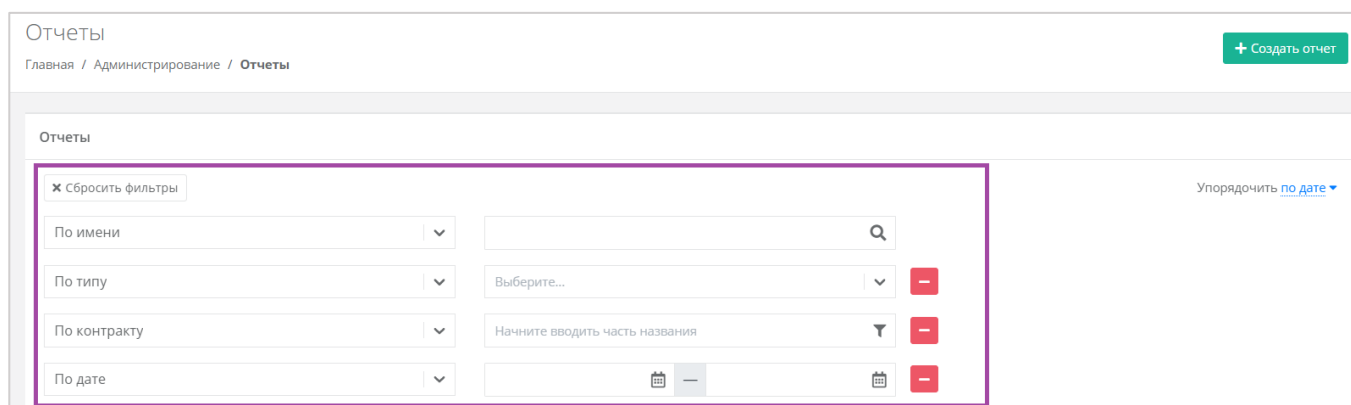 Отчеты
+ Создать отчет
Главная / Администрирование / Отчеты
Отчеты
× Сбросить фильтры
Упорядочить по дате
По имени
По типу
Выберите...
По контракту
Начните вводить часть названия
По дате
—